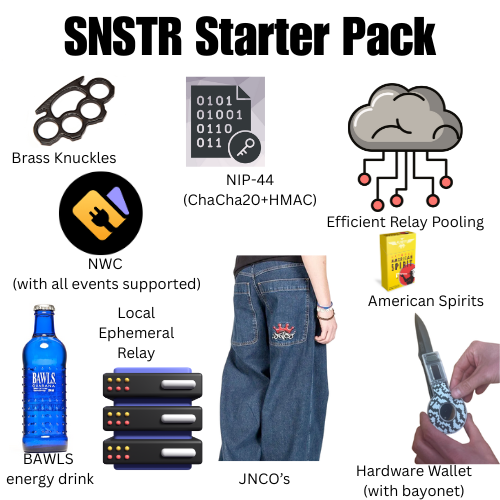 SNSTR Starter Pack
0101
01001
0110
011
Brass Knuckles
NIP-44
(ChaCha20+HMAC)
Efficient Relay Pooling
NWC
(with all events supported)
AMERICAN
SPIRIT
American Spirits
Local
Ephemeral
Relay
BAWLS
GUARANA
BAWLS
energy drink
JNCO's
Hardware Wallet
(with bayonet)